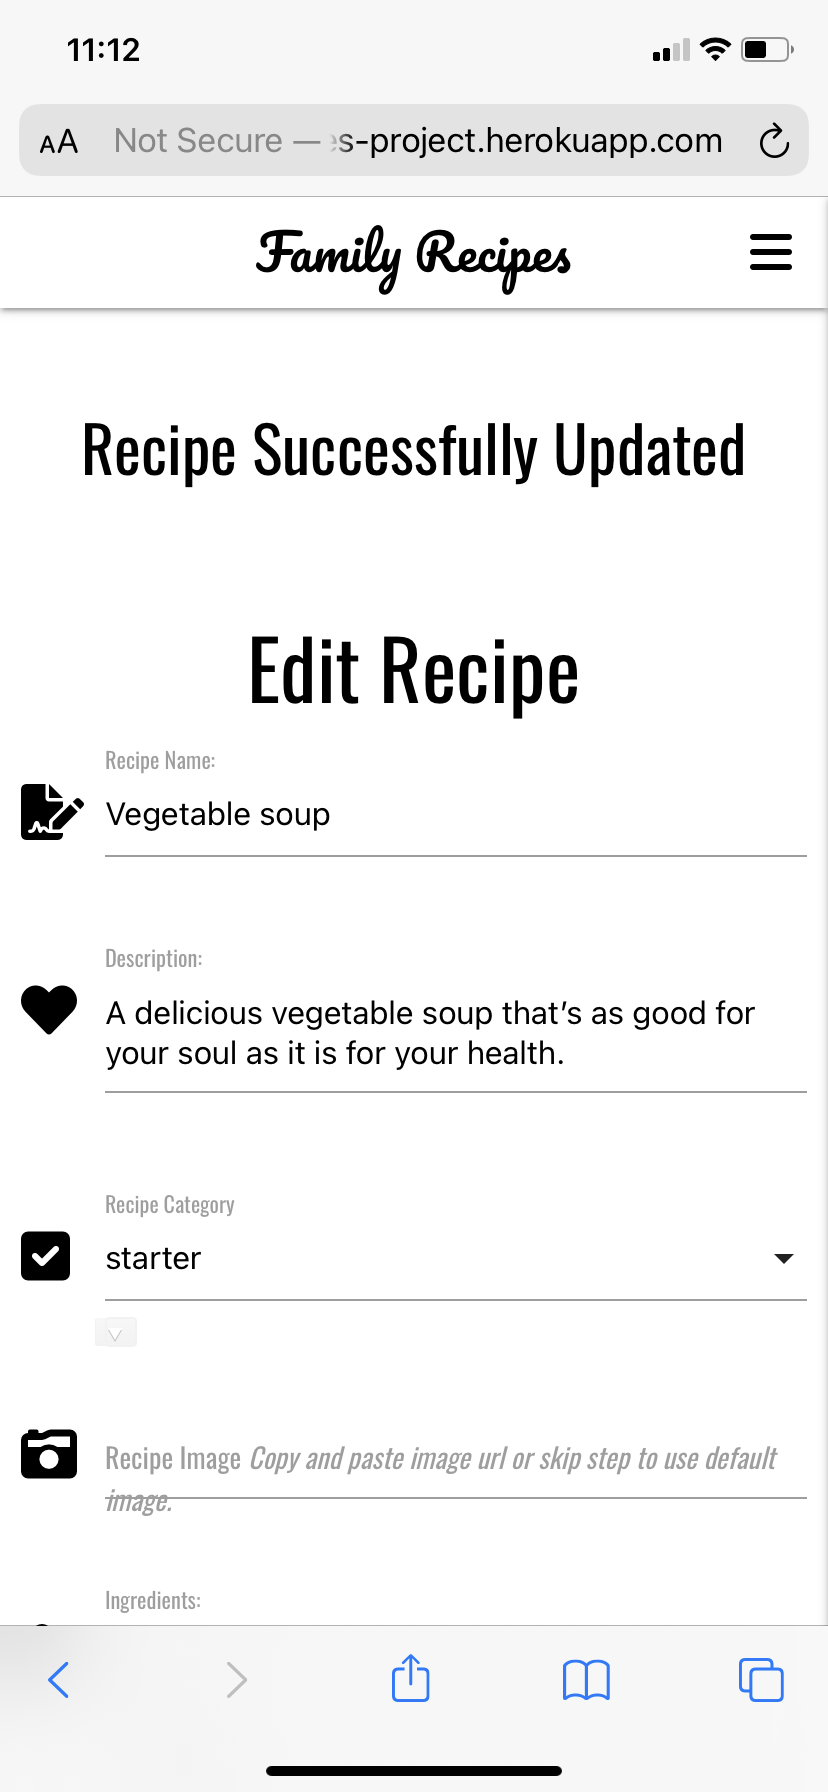 11:12
AA Not Secure — s-project.herokuapp.com
Family Recipes
Recipe Successfully Updated
Edit Recipe
Recipe Name:
Vegetable soup
Description:
A delicious vegetable soup that’s as good for
your soul as it is for your health.
Recipe Category
starter
Recipe Image Copy and paste image url or skip step to use default
image.
Ingredients: